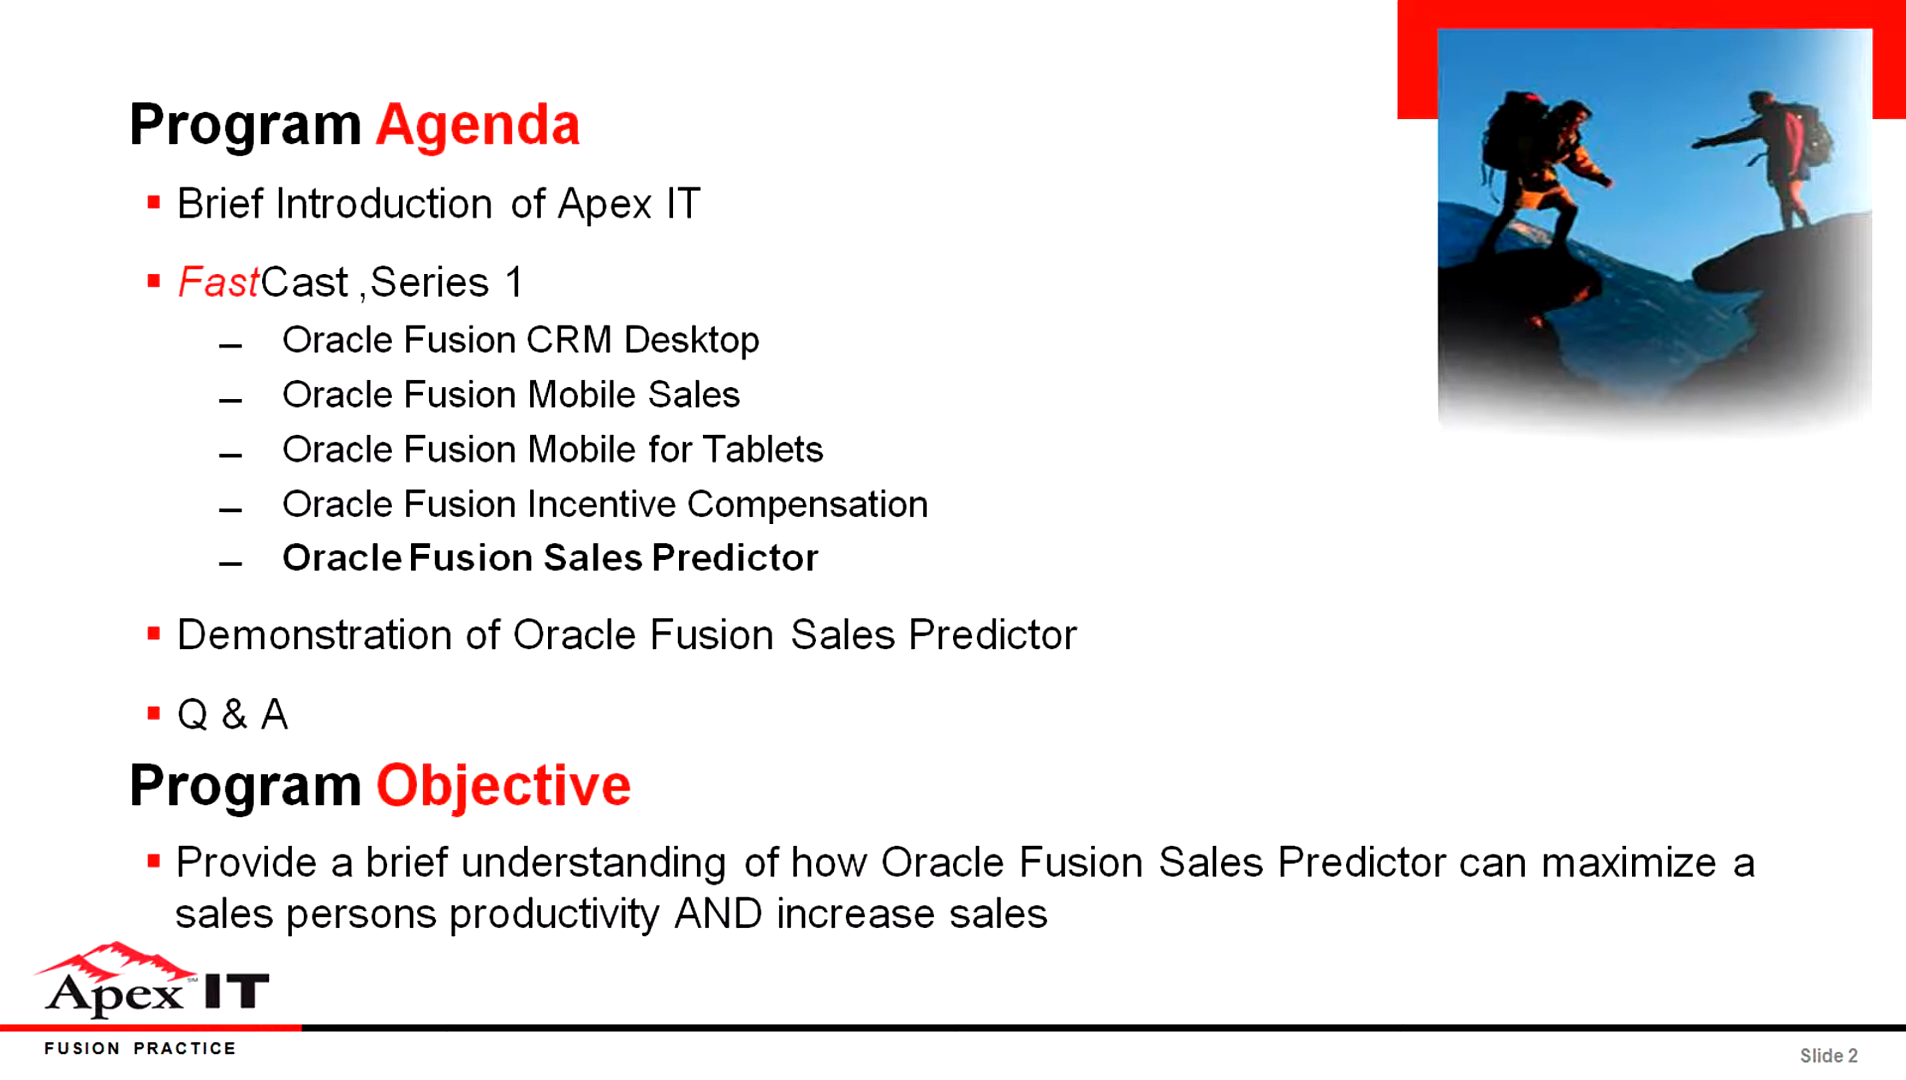 Program Agenda
▪ Brief Introduction of Apex IT
▪ FastCast ,Series 1
– Oracle Fusion CRM Desktop
– Oracle Fusion Mobile Sales
– Oracle Fusion Mobile for Tablets
– Oracle Fusion Incentive Compensation
– Oracle Fusion Sales Predictor
▪ Demonstration of Oracle Fusion Sales Predictor
▪ Q & A
Program Objective
▪ Provide a brief understanding of how Oracle Fusion Sales Predictor can maximize a
sales persons productivity AND increase sales
Apex℠ IT
FUSION PRACTICE
Slide 2